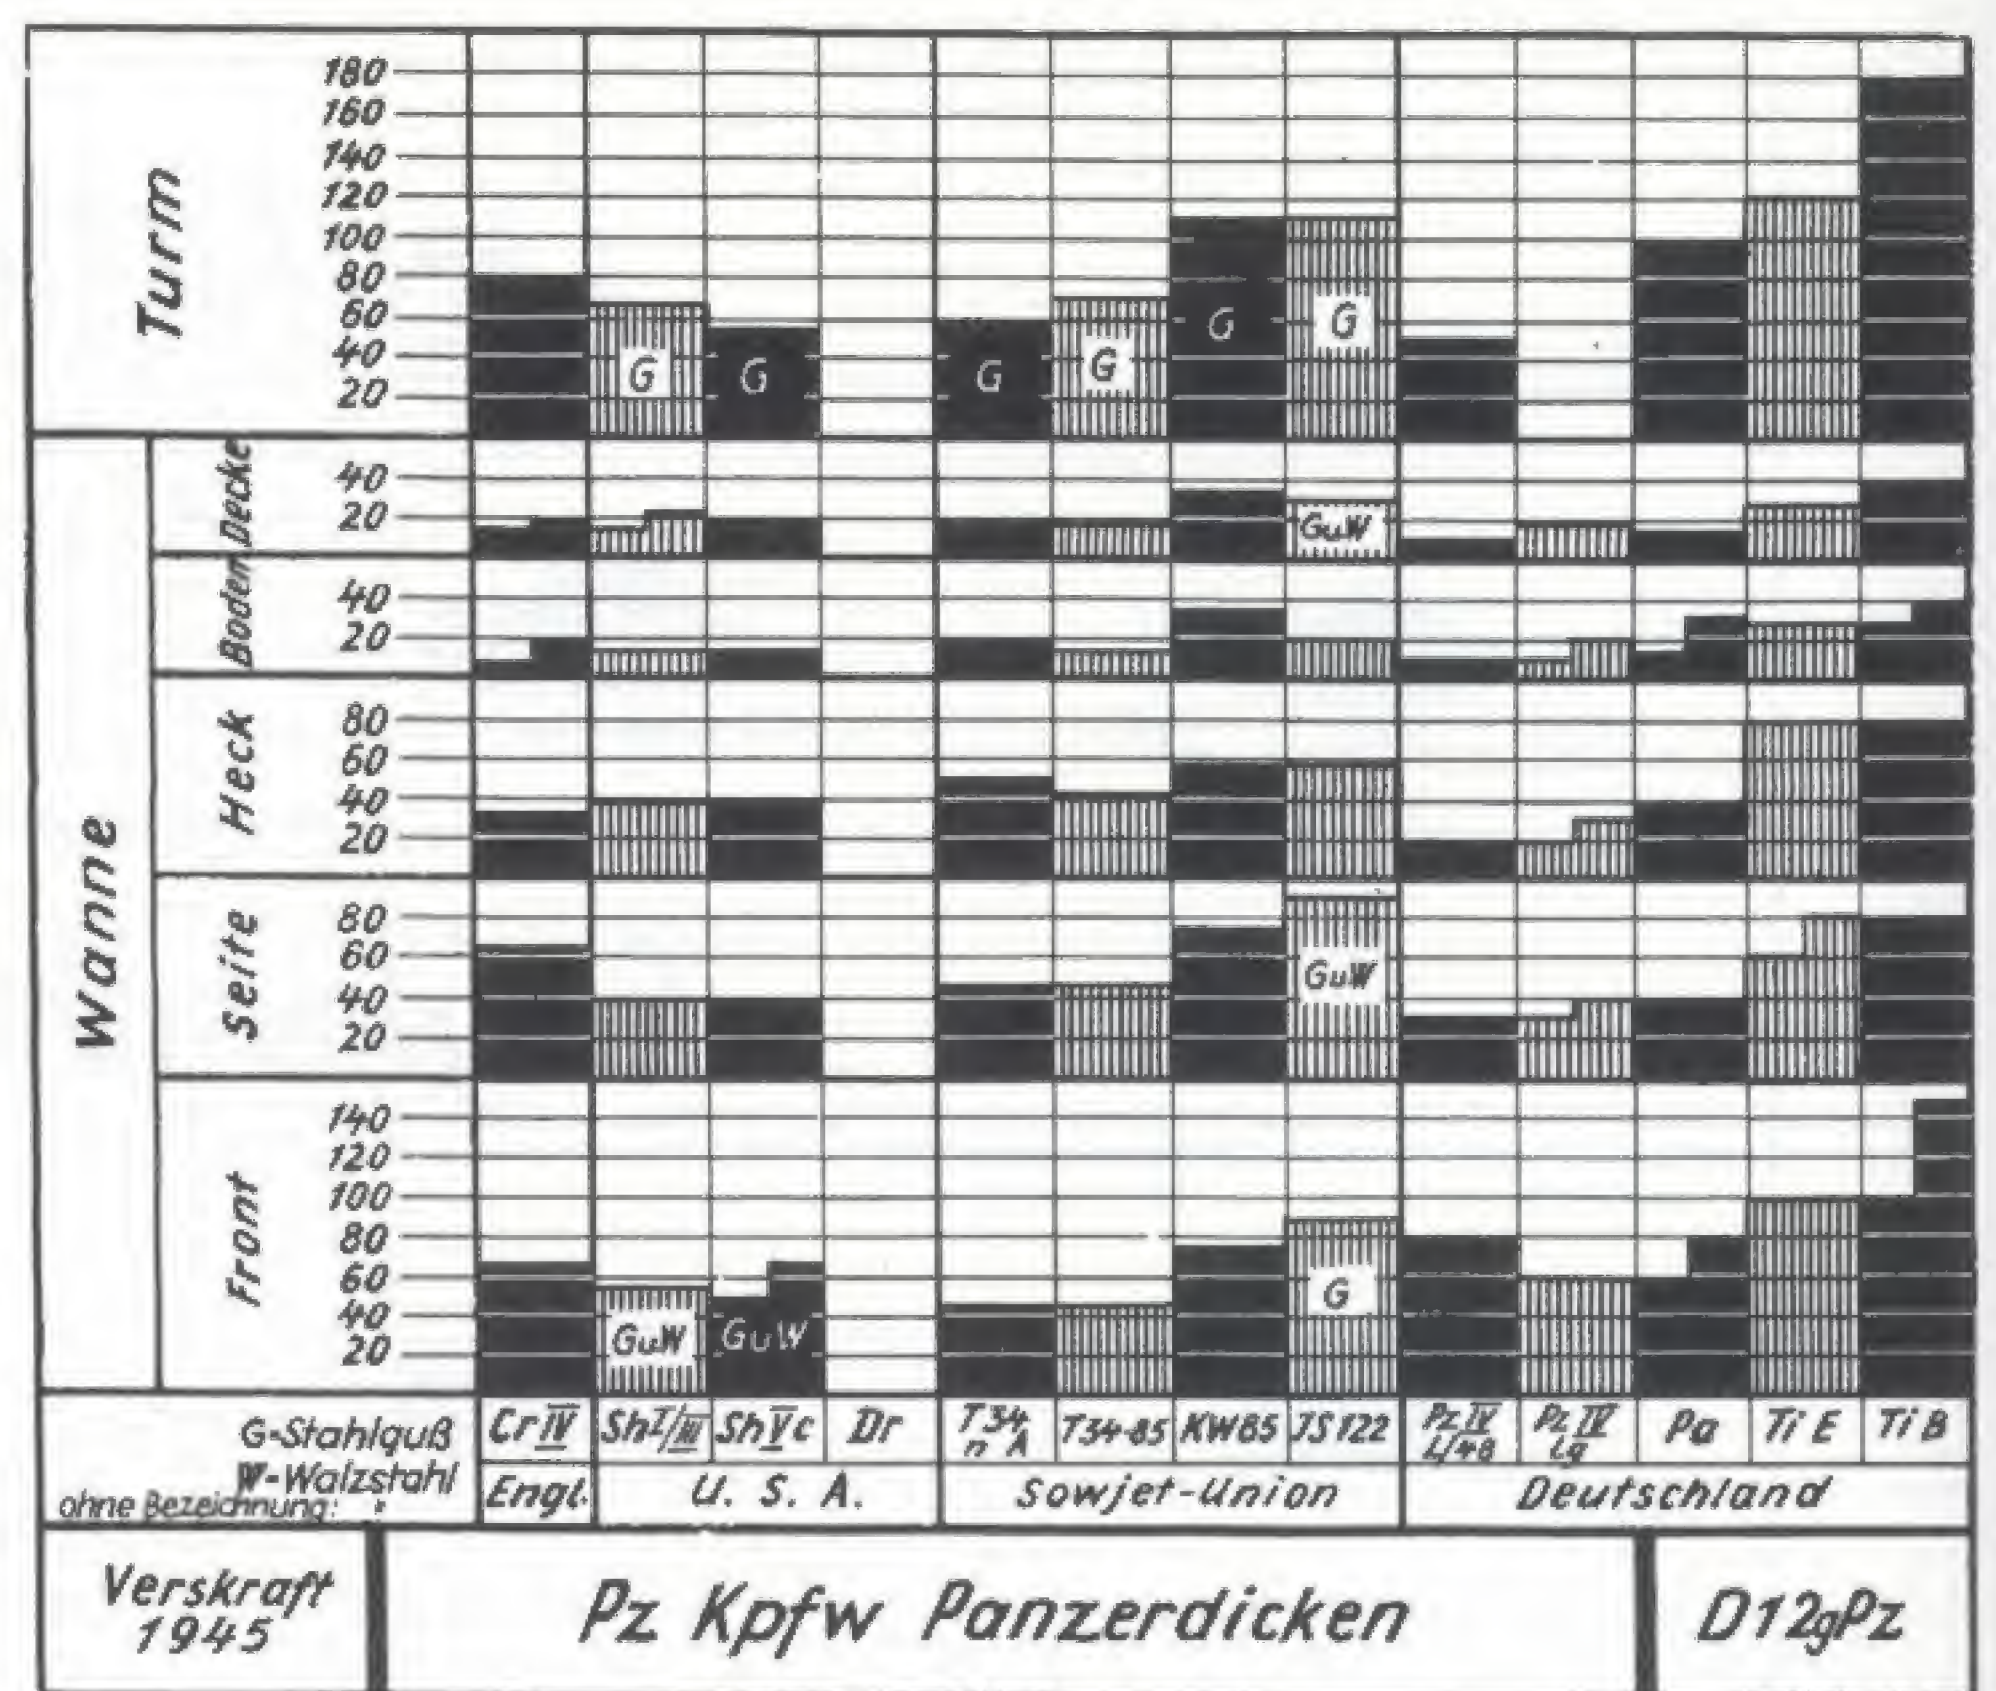 Turm
180
160
140
120
100
80
60
40
20
G
G
G
G
G
G
Wanne
Decke
40
20
GuW
Boden
40
20
Heck
80
60
40
20
Seite
80
60
40
20
GuW
Front
140
120
100
80
60
40
20
GuW
GuW
G
G-Stahlguß
W-Walzstahl
ohne Bezeichnung: "
Cr IV
Sh I/III
Sh V c
Dr
T34
n A
T34-85
KW85
JS122
Pz IV
L/48
Pz IV
Lg
Pa
Ti E
Ti B
Engl.
U. S. A.
Sowjet-Union
Deutschland
Verskraft
1945
Pz Kpfw Panzerdicken
D12gPz